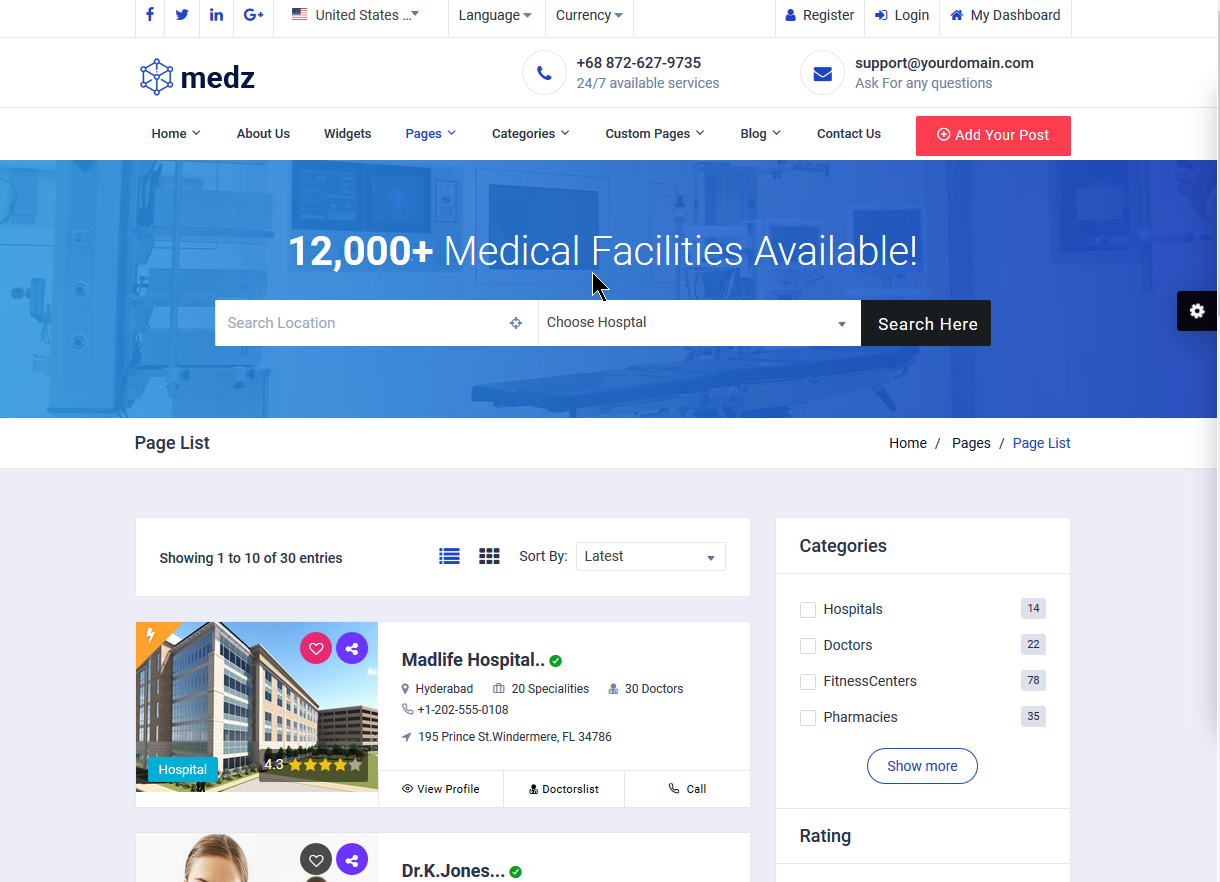 United States ... Language Currency Register Login My Dashboard
medz
+68 872-627-9735
24/7 available services
support@yourdomain.com
Ask For any questions
Home About Us Widgets Pages Categories Custom Pages Blog Contact Us Add Your Post
12,000+ Medical Facilities Available!
Search Location Choose Hosptal Search Here
Page List
Home / Pages / Page List
Showing 1 to 10 of 30 entries Sort By: Latest
Hospital
4.3
Madlife Hospital..
Hyderabad 20 Specialities 30 Doctors
+1-202-555-0108
195 Prince St.Windermere, FL 34786
View Profile Doctorslist Call
Dr.K.Jones...
Categories
Hospitals 14
Doctors 22
FitnessCenters 78
Pharmacies 35
Show more
Rating